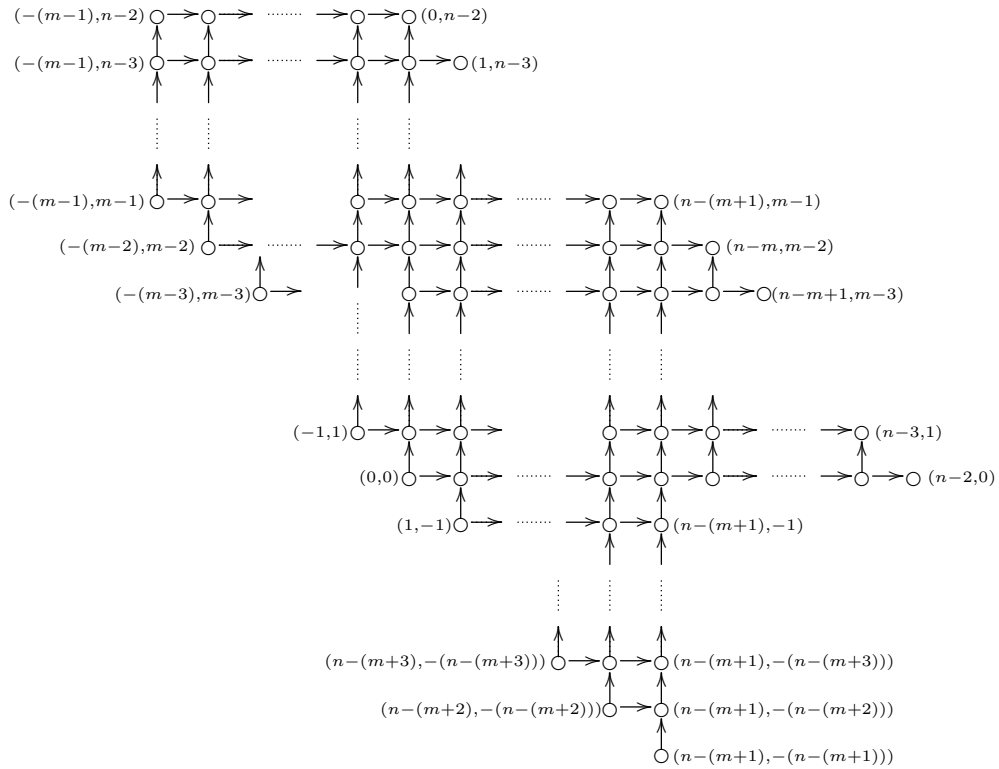 (−(m−1),n−2) (0,n−2)
(−(m−1),n−3) (1,n−3)
(−(m−1),m−1) (n−(m+1),m−1)
(−(m−2),m−2) (n−m,m−2)
(−(m−3),m−3) (n−m+1,m−3)
(−1,1) (n−3,1)
(0,0) (n−2,0)
(1,−1) (n−(m+1),−1)
(n−(m+3),−(n−(m+3))) (n−(m+1),−(n−(m+3)))
(n−(m+2),−(n−(m+2))) (n−(m+1),−(n−(m+2)))
(n−(m+1),−(n−(m+1)))